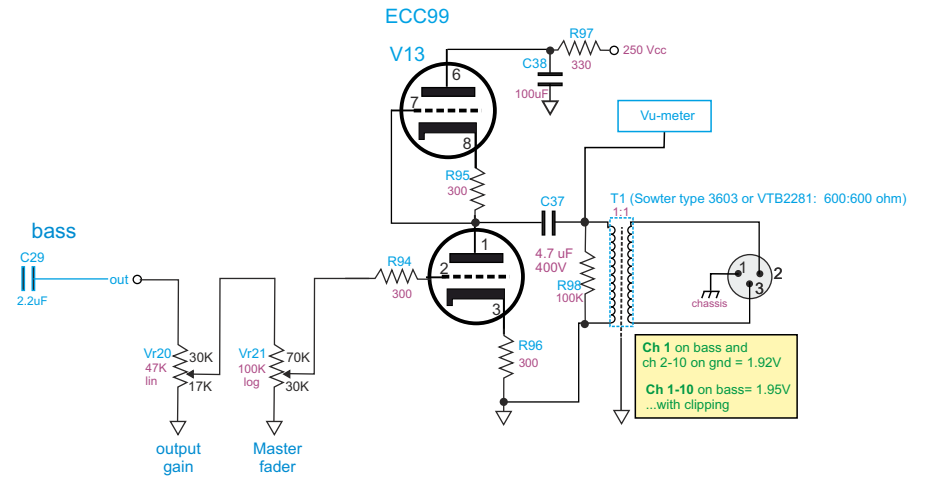 ECC99
V13
R97
330
250 Vcc
C38
100uF
6
7
8
Vu-meter
R95
300
C37
4.7 uF
400V
T1 (Sowter type 3603 or VTB2281: 600:600 ohm)
1:1
bass
C29
2.2uF
out
R94
300
1
2
3
R98
100K
1
2
3
chassis
Vr20
47K
lin
30K
17K
Vr21
100K
log
70K
30K
R96
300
Ch 1 on bass and
ch 2-10 on gnd = 1.92V
Ch 1-10 on bass= 1.95V
...with clipping
output
gain
Master
fader